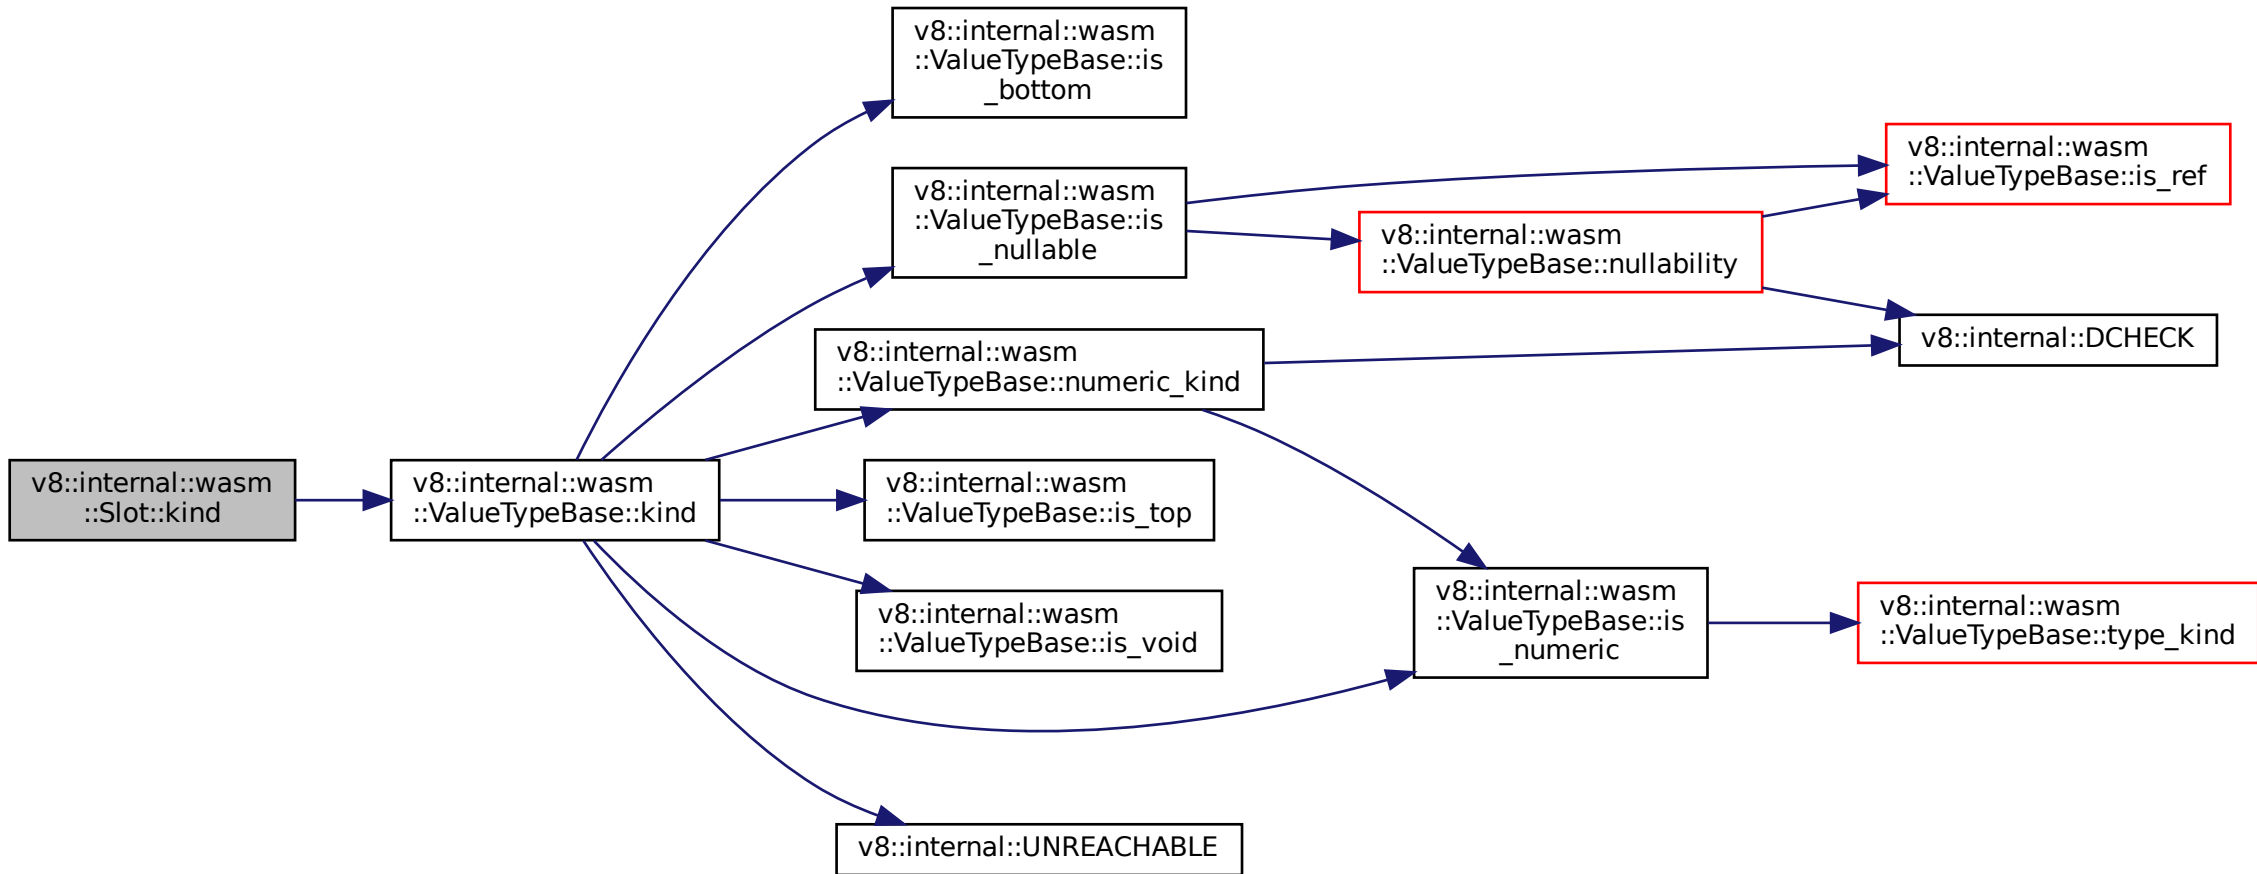 v8::internal::wasm
::ValueTypeBase::is
_bottom
v8::internal::wasm
::ValueTypeBase::is_ref
v8::internal::wasm
::ValueTypeBase::is
_nullable
v8::internal::wasm
::ValueTypeBase::nullability
v8::internal::DCHECK
v8::internal::wasm
::ValueTypeBase::numeric_kind
v8::internal::wasm
::Slot::kind
v8::internal::wasm
::ValueTypeBase::kind
v8::internal::wasm
::ValueTypeBase::is_top
v8::internal::wasm
::ValueTypeBase::is_void
v8::internal::wasm
::ValueTypeBase::is
_numeric
v8::internal::wasm
::ValueTypeBase::type_kind
v8::internal::UNREACHABLE